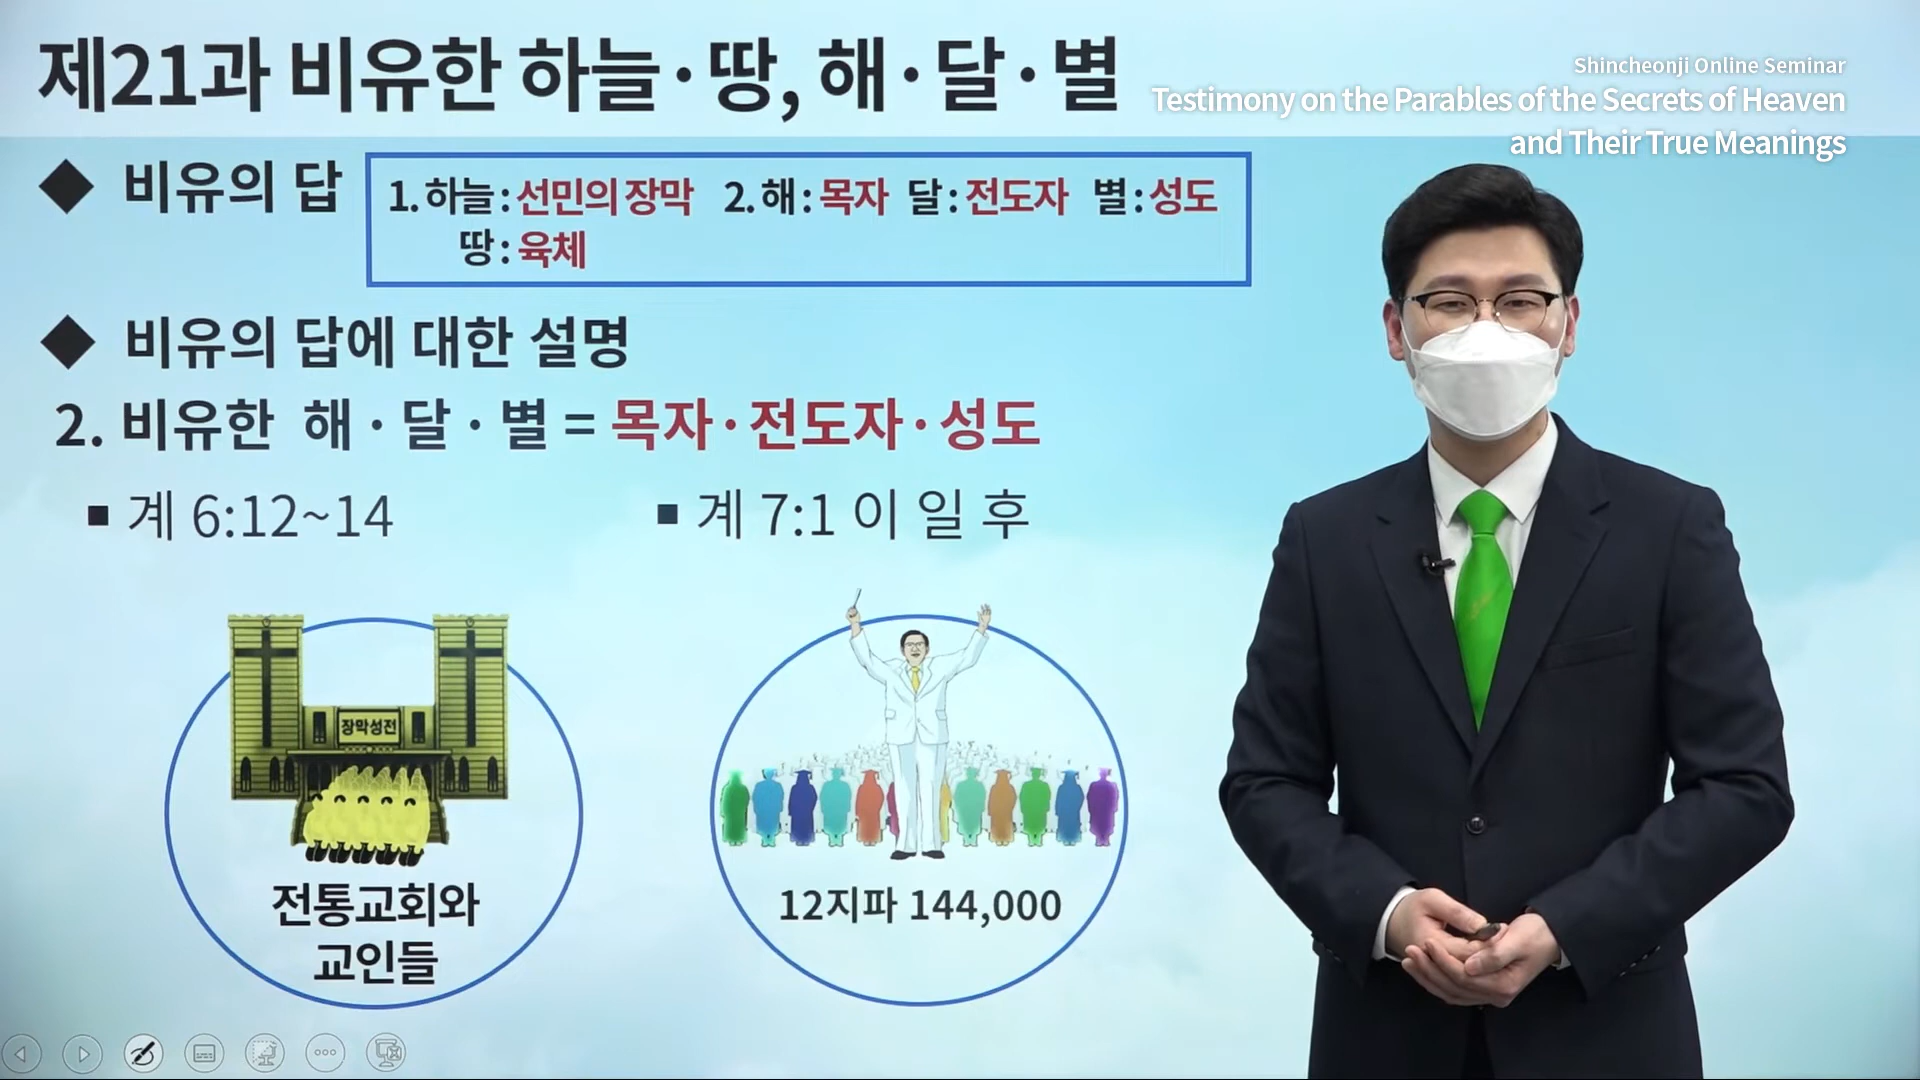 제21과 비유한 하늘·땅, 해·달·별
Shincheonji Online Seminar
Testimony on the Parables of the Secrets of Heaven
and Their True Meanings
◆ 비유의 답
1. 하늘 : 선민의 장막 2. 해 : 목자 달 : 전도자 별 : 성도
땅 : 육체
◆ 비유의 답에 대한 설명
2. 비유한 해 · 달 · 별 = 목자·전도자·성도
▪ 계 6:12~14
▪ 계 7:1 이 일 후
장막성전
전통교회와
교인들
12지파 144,000